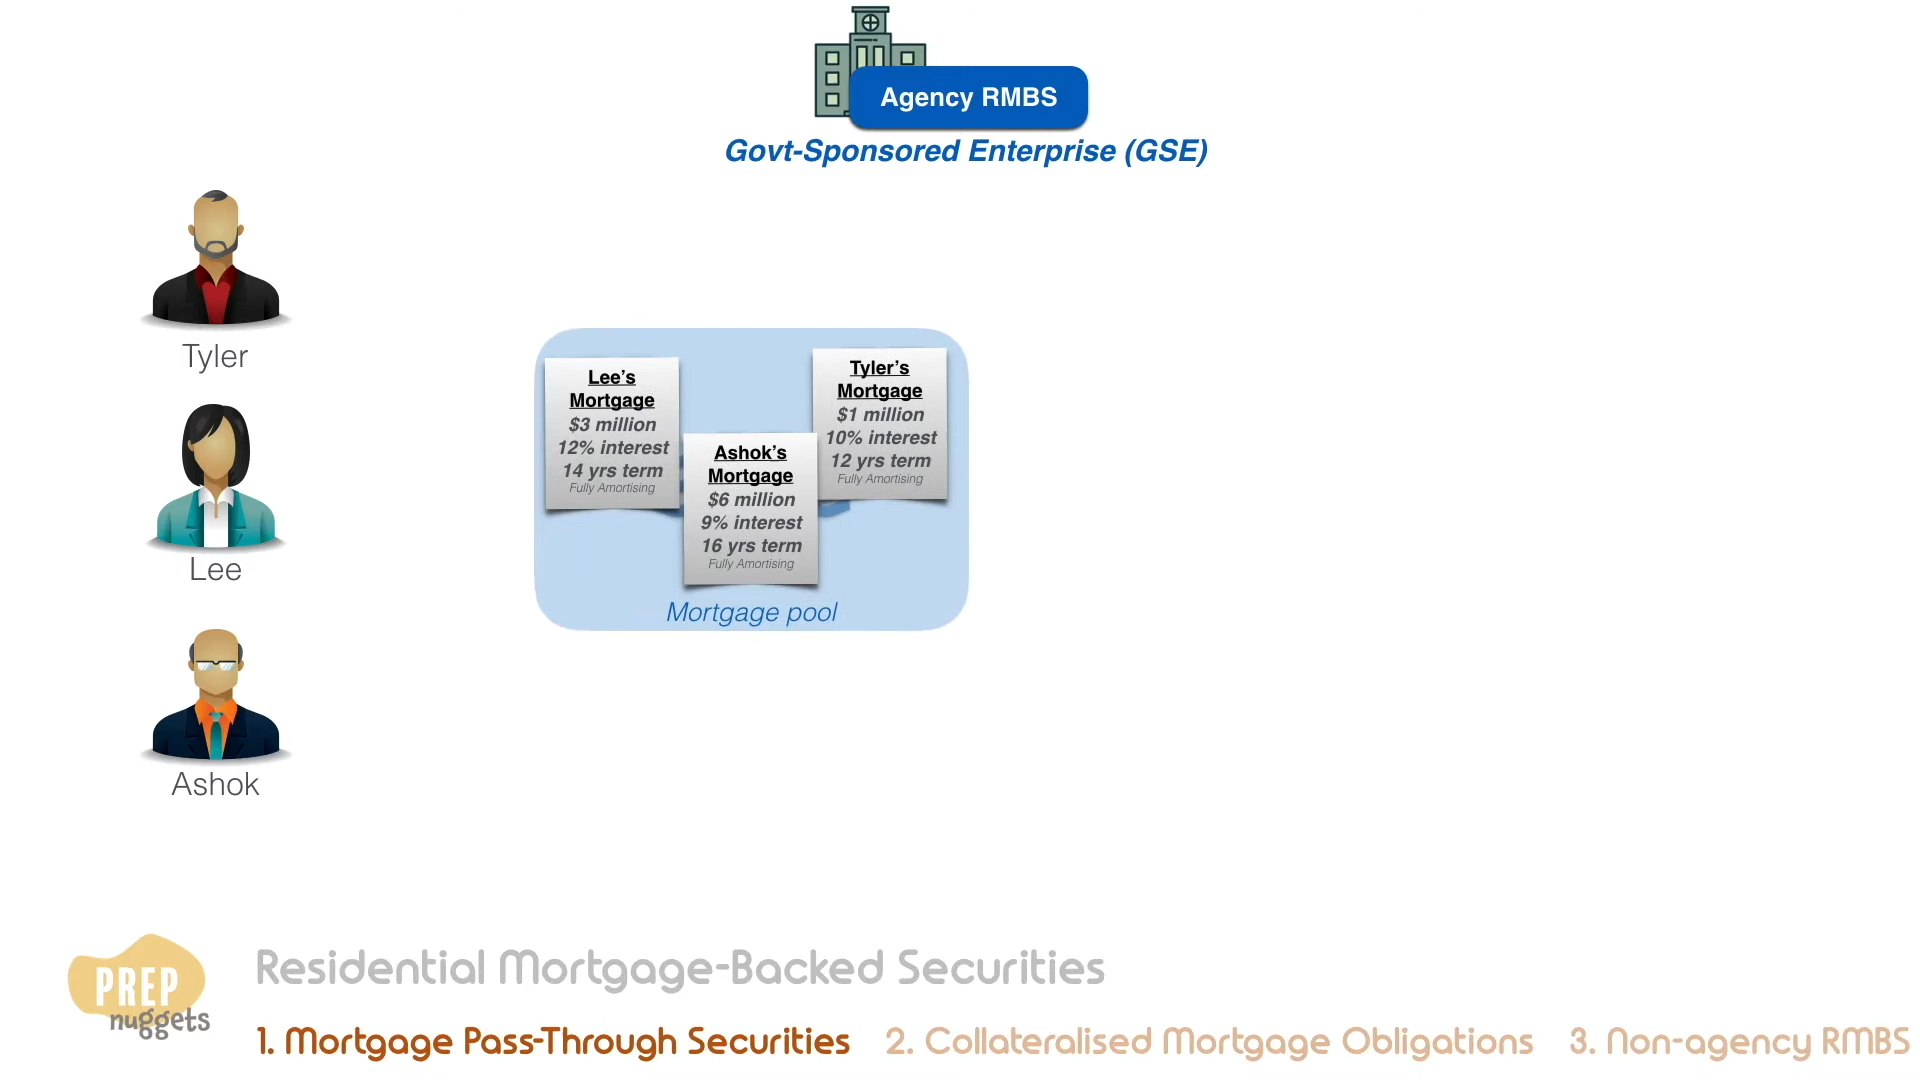 Agency RMBS
Govt-Sponsored Enterprise (GSE)
Tyler
Lee
Ashok
Lee's
Mortgage
$3 million
12% interest
14 yrs term
Fully Amortising
Ashok's
Mortgage
$6 million
9% interest
16 yrs term
Fully Amortising
Tyler's
Mortgage
$1 million
10% interest
12 yrs term
Fully Amortising
Mortgage pool
PREP
nuggets
Residential Mortgage-Backed Securities
1. Mortgage Pass-Through Securities 2. Collateralised Mortgage Obligations 3. Non-agency RMBS